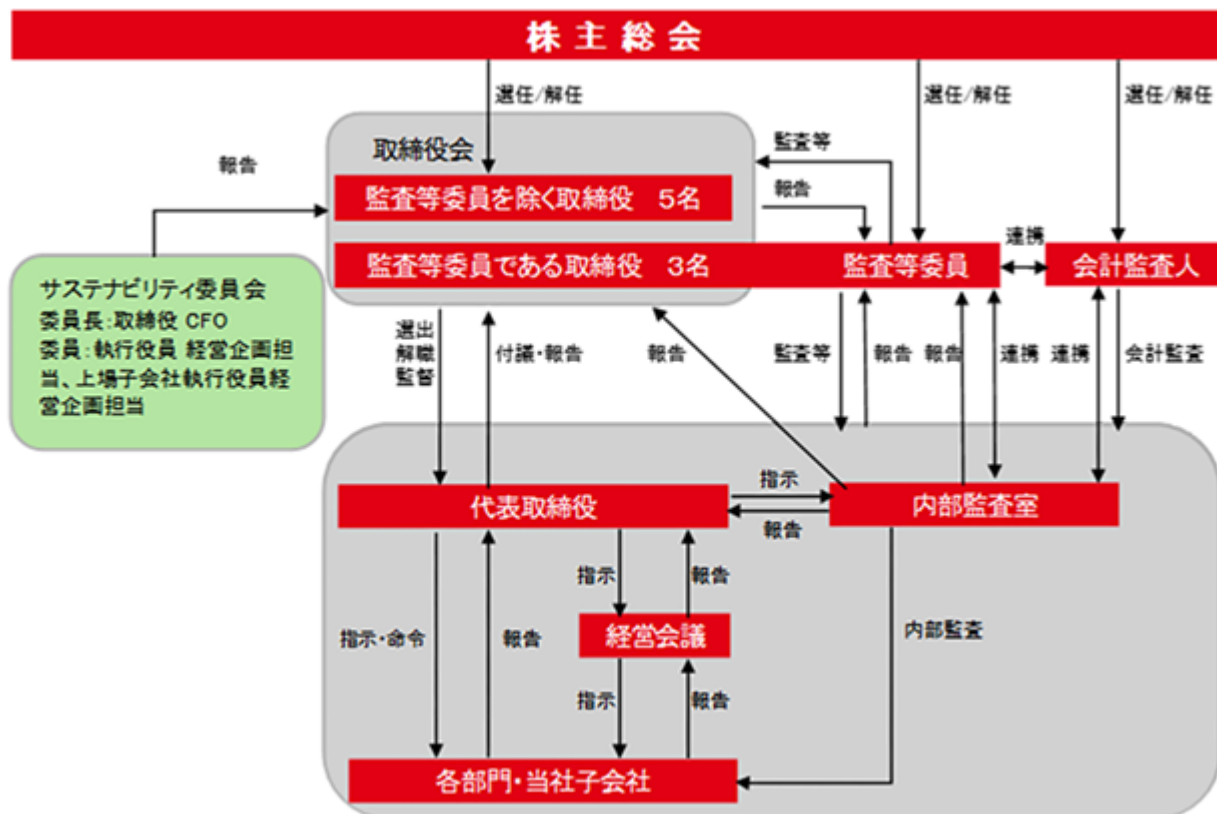 株主総会
選任/解任
選任/解任
選任/解任
取締役会
監査等
報告
報告
監査等委員を除く取締役 5名
監査等委員である取締役 3名
監査等委員
連携
会計監査人
サステナビリティ委員会
委員長:取締役 CFO
委員:執行役員 経営企画担
当、上場子会社執行役員経
営企画担当
選出
解職
監督
付議・報告
報告
監査等
報告
報告
連携
連携
会計監査
代表取締役
指示
報告
内部監査室
指示
報告
経営会議
指示・命令
報告
内部監査
指示
報告
各部門・当社子会社